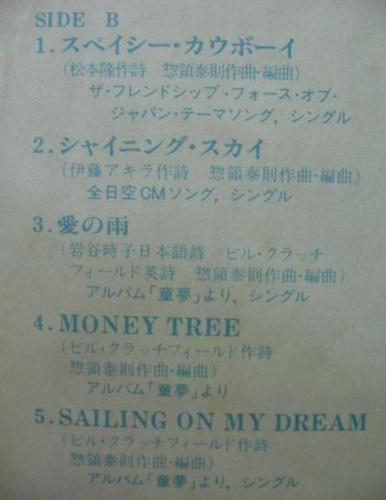 SIDE B
1.スペイシー・カウボーイ
(松本隆作詩 惣領泰則作曲・編曲)
ザ・フレンドシップ・フォース・オブ・
ジャパン・テーマソング, シングル
2.シャイニング・スカイ
(伊藤アキラ作詩 惣領泰則作曲・編曲)
全日空CMソング, シングル
3.愛の雨
(岩谷時子日本語詩 ビル・クラッチ
フィールド英詩 惣領泰則作曲・編曲)
アルバム「童夢」より, シングル
4.MONEY TREE
(ビル・クラッチフィールド作詩
惣領泰則作曲・編曲)
アルバム「童夢」より
5.SAILING ON MY DREAM
(ビル・クラッチフィールド作詩
惣領泰則作曲・編曲)
アルバム「童夢」より, シングル